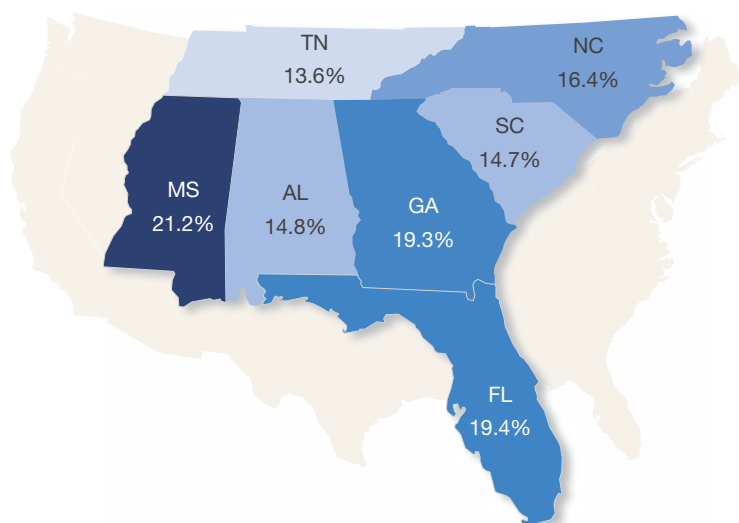 TN
13.6%
NC
16.4%
SC
14.7%
MS
21.2%
AL
14.8%
GA
19.3%
FL
19.4%